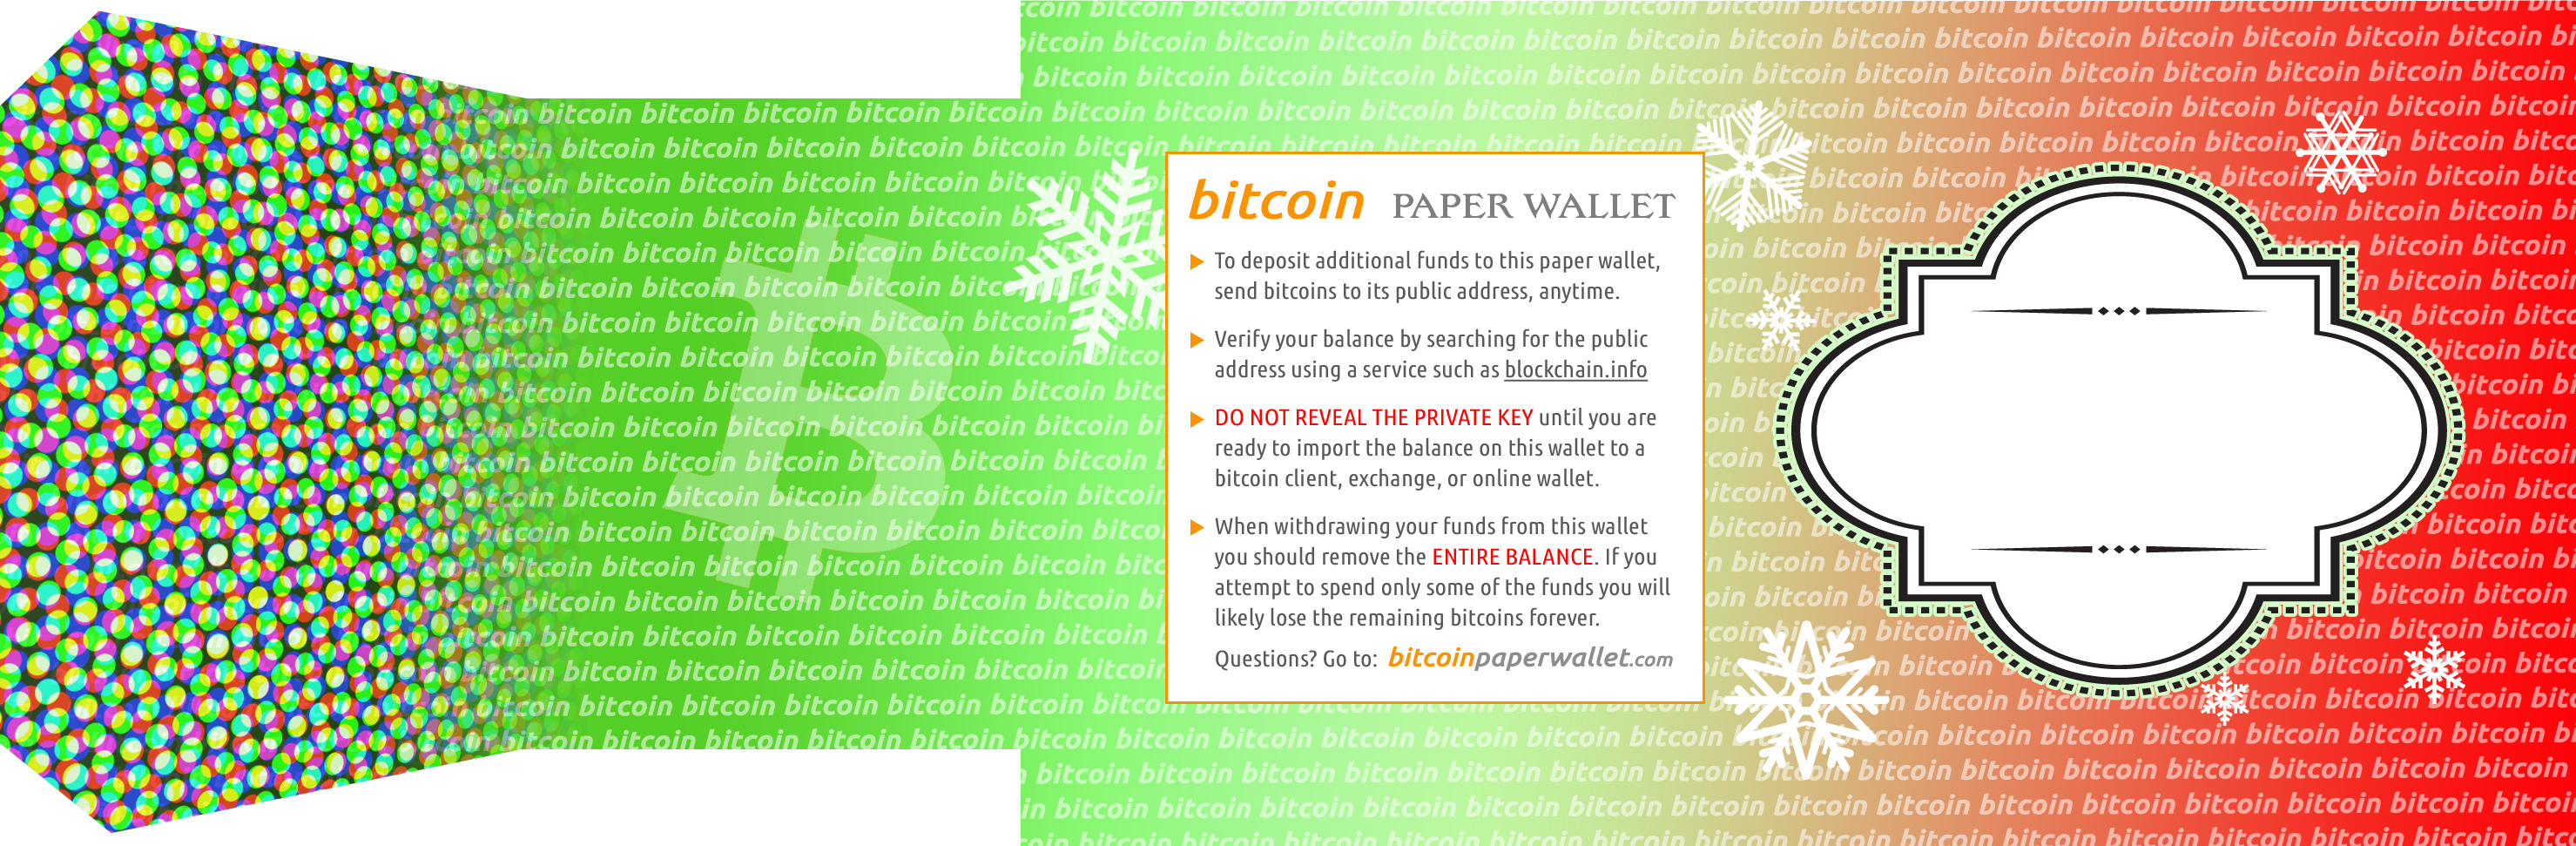 bitcoin PAPER WALLET
To deposit additional funds to this paper wallet,
send bitcoins to its public address, anytime.
Verify your balance by searching for the public
address using a service such as blockchain.info
DO NOT REVEAL THE PRIVATE KEY until you are
ready to import the balance on this wallet to a
bitcoin client, exchange, or online wallet.
When withdrawing your funds from this wallet
you should remove the ENTIRE BALANCE. If you
attempt to spend only some of the funds you will
likely lose the remaining bitcoins forever.
Questions? Go to: bitcoinpaperwallet.com